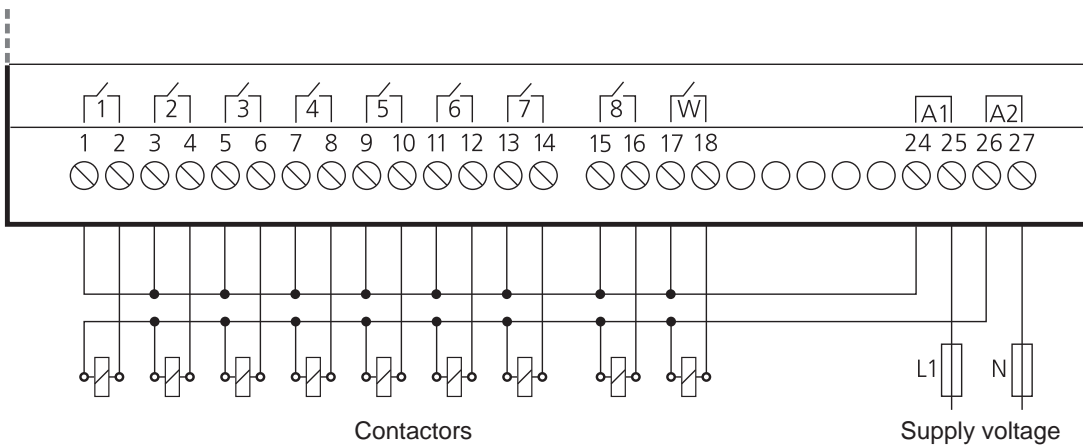 1 2 3 4 5 6 7 8 W A1 A2
1 2 3 4 5 6 7 8 9 10 11 12 13 14 15 16 17 18 24 25 26 27
L1 N
Contactors Supply voltage